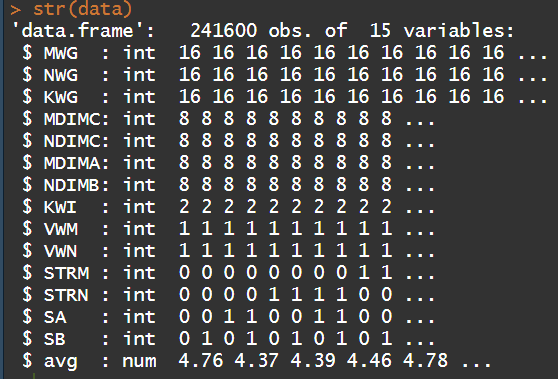 > str(data)
'data.frame':   241600 obs. of  15 variables:
 $ MWG  : int  16 16 16 16 16 16 16 16 16 16 ...
 $ NWG  : int  16 16 16 16 16 16 16 16 16 16 ...
 $ KWG  : int  16 16 16 16 16 16 16 16 16 16 ...
 $ MDIMC: int  8 8 8 8 8 8 8 8 8 8 ...
 $ NDIMC: int  8 8 8 8 8 8 8 8 8 8 ...
 $ MDIMA: int  8 8 8 8 8 8 8 8 8 8 ...
 $ NDIMB: int  8 8 8 8 8 8 8 8 8 8 ...
 $ KWI  : int  2 2 2 2 2 2 2 2 2 2 ...
 $ VWM  : int  1 1 1 1 1 1 1 1 1 1 ...
 $ VWN  : int  1 1 1 1 1 1 1 1 1 1 ...
 $ STRM : int  0 0 0 0 0 0 0 0 1 1 ...
 $ STRN : int  0 0 0 0 1 1 1 1 0 0 ...
 $ SA   : int  0 0 1 1 0 0 1 1 0 0 ...
 $ SB   : int  0 1 0 1 0 1 0 1 0 1 ...
 $ avg  : num  4.76 4.37 4.39 4.46 4.78 ...